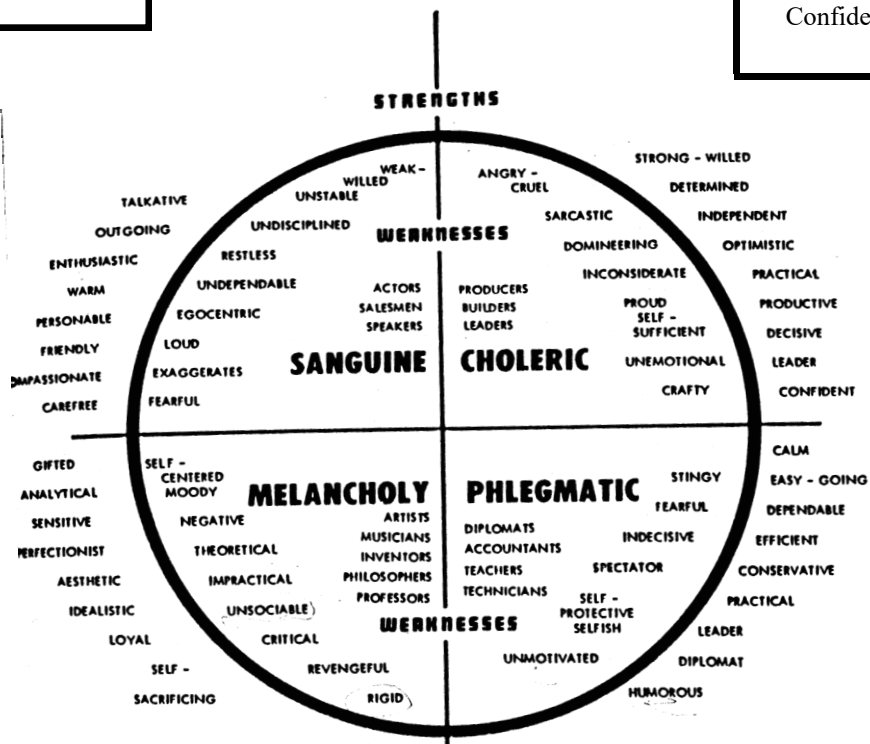 Confide
STRENGTHS
TALKATIVE
OUTGOING
ENTHUSIASTIC
WARM
PERSONABLE
FRIENDLY
OMPASSIONATE
CAREFREE
WEAK -
WILLED
UNSTABLE
UNDISCIPLINED
RESTLESS
UNDEPENDABLE
EGOCENTRIC
LOUD
EXAGGERATES
FEARFUL
WEAKNESSES
ACTORS
SALESMEN
SPEAKERS
SANGUINE
PRODUCERS
BUILDERS
LEADERS
CHOLERIC
ANGRY -
CRUEL
SARCASTIC
DOMINEERING
INCONSIDERATE
PROUD
SELF -
SUFFICIENT
UNEMOTIONAL
CRAFTY
STRONG - WILLED
DETERMINED
INDEPENDENT
OPTIMISTIC
PRACTICAL
PRODUCTIVE
DECISIVE
LEADER
CONFIDENT
GIFTED
ANALYTICAL
SENSITIVE
PERFECTIONIST
AESTHETIC
IDEALISTIC
LOYAL
SELF -
SACRIFICING
SELF -
CENTERED
MOODY
NEGATIVE
THEORETICAL
IMPRACTICAL
UNSOCIABLE
CRITICAL
REVENGEFUL
RIGID
MELANCHOLY
ARTISTS
MUSICIANS
INVENTORS
PHILOSOPHERS
PROFESSORS
PHLEGMATIC
DIPLOMATS
ACCOUNTANTS
TEACHERS
TECHNICIANS
WEAKNESSES
STINGY
FEARFUL
INDECISIVE
SPECTATOR
SELF -
PROTECTIVE
SELFISH
UNMOTIVATED
CALM
EASY - GOING
DEPENDABLE
EFFICIENT
CONSERVATIVE
PRACTICAL
LEADER
DIPLOMAT
HUMOROUS